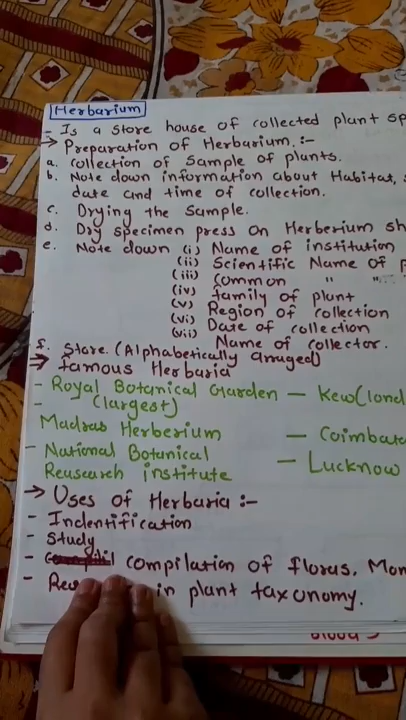 Herbarium
- Is a store house of collected plant sp
→ Preparation of Herbarium :-
a. collection of Sample of plants.
b. Note down information about Habitat, s
date and time of collection.
c. Drying the Sample.
d. Dry specimen press on Herberium sh
e. Note down (i) Name of institution
(ii) Scientific Name of p
(iii) common " "
(iv) family of plant
(v) Region of collection
(vi) Date of collection
(vii) Name of collector.
f. Store. (Alphabetically arraged)
→ famous Herbaria
- Royal Botanical Garden — Kew (lond
(largest)
- Madras Herberium — Coimbat
- National Botanical
Reusearch institute — Lucknow
→ Uses of Herbaria :-
- Indentification
- Study
- compilation of floras, Mon
- in plant taxonomy.